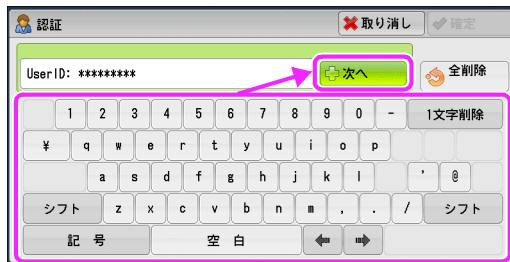 認証 取り消し 確定
UserID: ********* 次へ 全削除
1 2 3 4 5 6 7 8 9 0 - 1文字削除
¥ q w e r t y u i o p
a s d f g h j k l ' @
シフト z x c v b n m , . / シフト
記 号 空 白